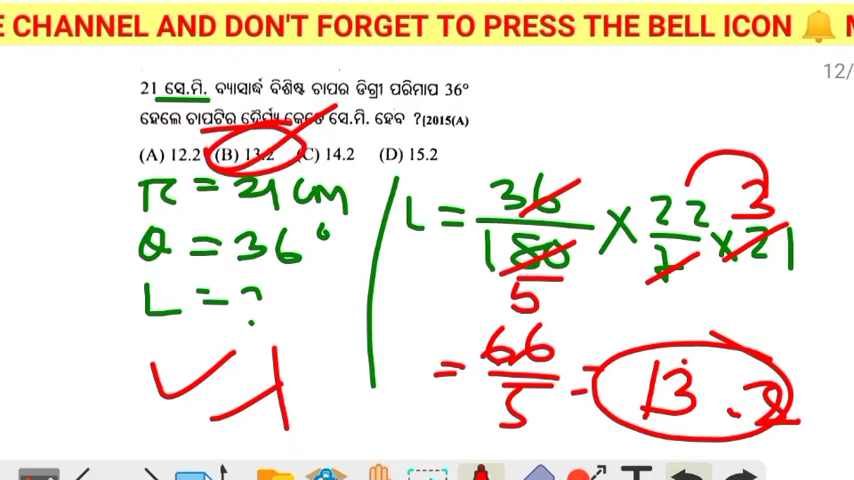 E CHANNEL AND DON'T FORGET TO PRESS THE BELL ICON 🔔 M
12/
21 ସେ.ମି. ବ୍ୟାସାର୍ଦ୍ଧ ବିଶିଷ୍ଟ ଚାପର ଡିଗ୍ରୀ ପରିମାପ 36°
ହେଲେ ଚାପଟିର ଦୈର୍ଘ୍ୟ କେତେ ସେ.ମି. ହେବ ?[2015(A)
(A) 12.2 (B) 13.2 (C) 14.2 (D) 15.2
r = 21 cm
θ = 36°
L = ?
L = 36/180 × 22/7 × 21
3
5
= 66/5 = 13.2